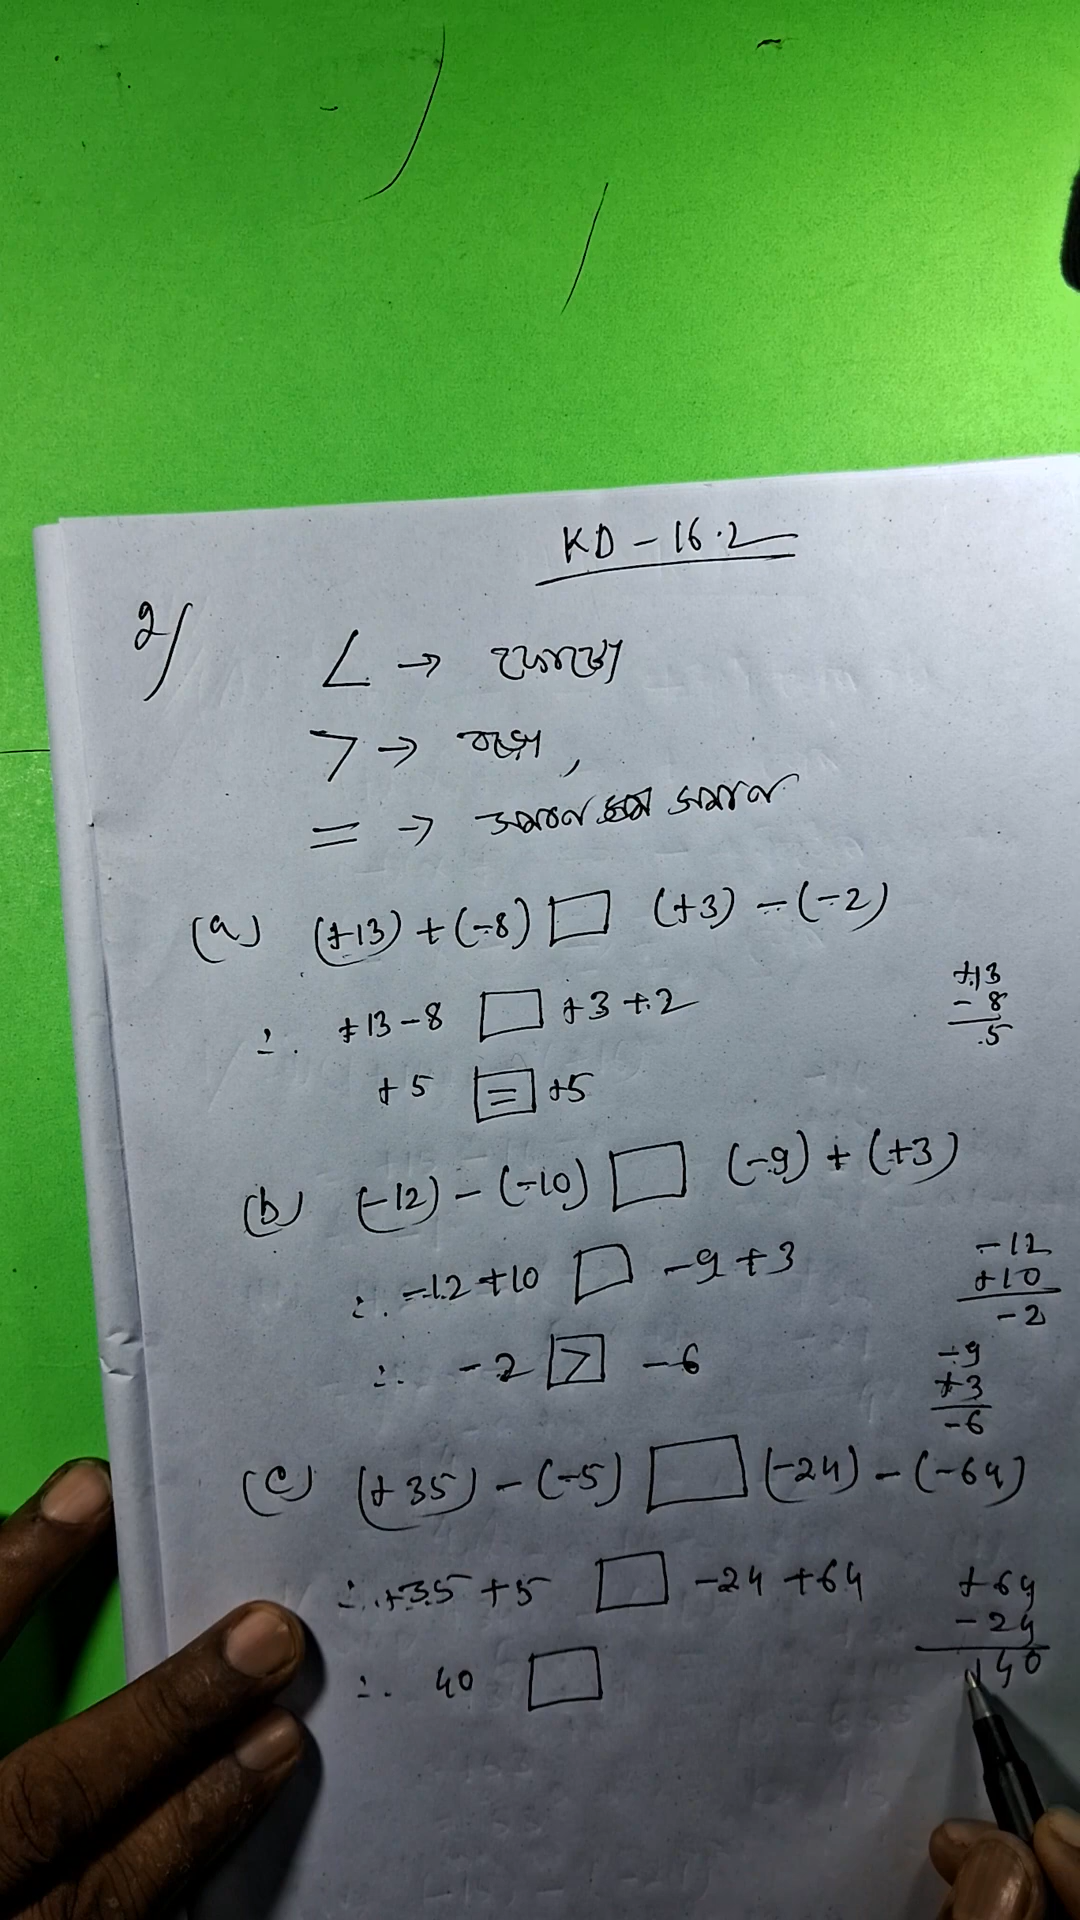 KD - 16.2
2/
< →
> → বড়,
= → সমান সমান
(a) (+13) + (-8) □ (+3) - (-2)
∴ +13 - 8 □ +3 + 2
+5 = +5
+13
- 8
5
(b) (-12) - (-10) □ (-9) + (+3)
∴ -12 + 10 □ -9 + 3
∴ -2 > -6
-12
+10
-2
-9
+3
-6
(c) (+35) - (-5) □ (-24) - (-64)
∴ +35 + 5 □ -24 + 64
∴ 40 □
+64
-24
+40